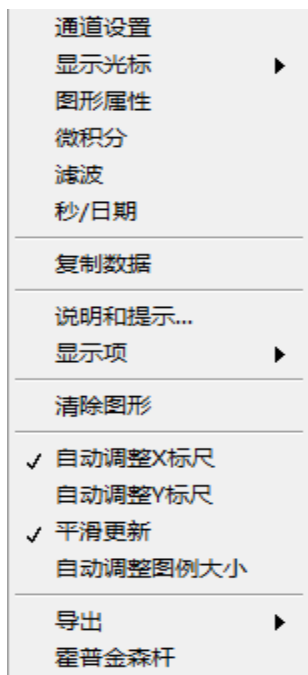 通道设置
显示光标
图形属性
微积分
滤波
秒/日期
复制数据
说明和提示...
显示项
清除图形
自动调整X标尺
自动调整Y标尺
平滑更新
自动调整图例大小
导出
霍普金森杆